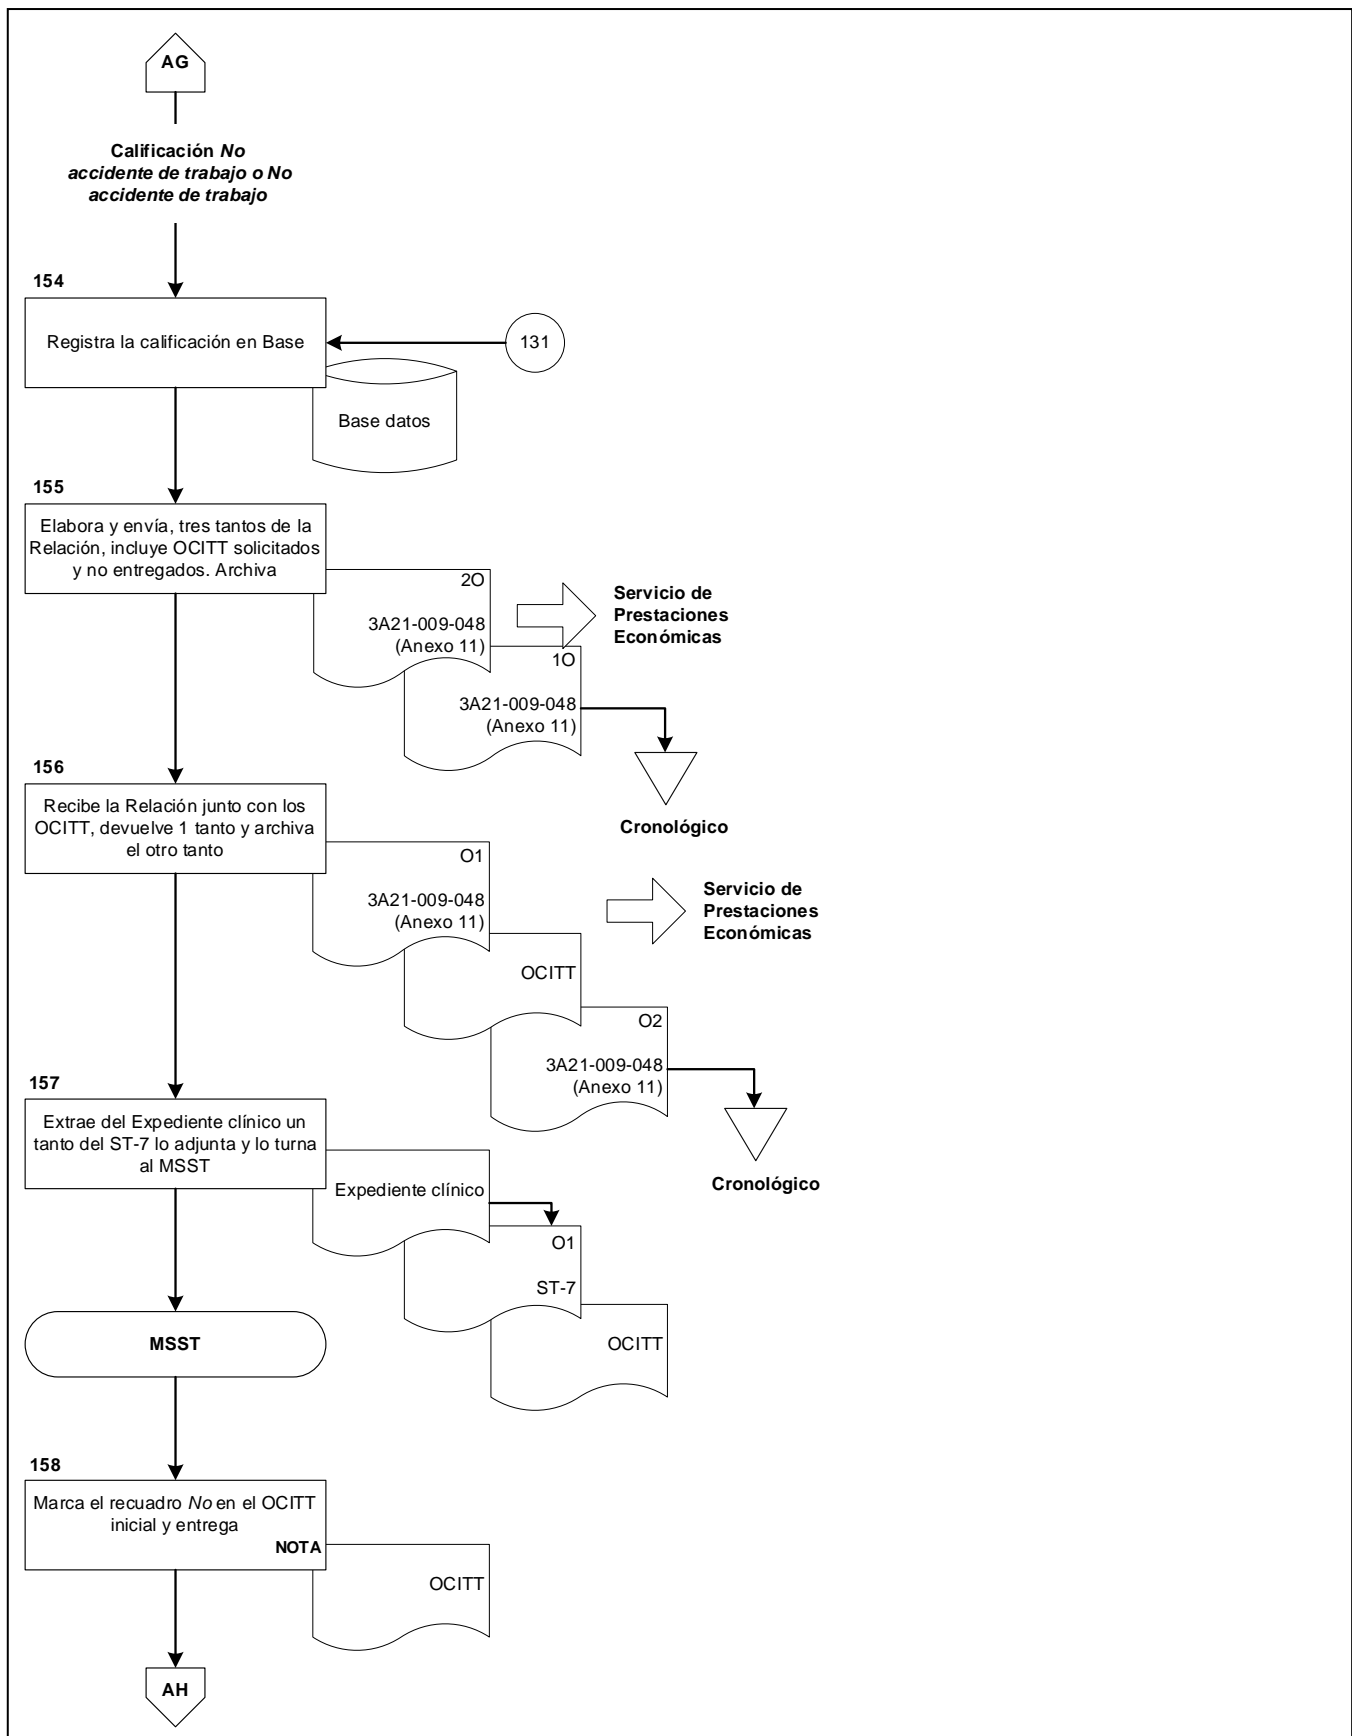 AG
Calificación No
accidente de trabajo o No
accidente de trabajo
154
Registra la calificación en Base
131
Base datos
155
Elabora y envía, tres tantos de la
Relación, incluye OCITT solicitados
y no entregados. Archiva
2O
3A21-009-048
(Anexo 11)
Servicio de
Prestaciones
Económicas
1O
3A21-009-048
(Anexo 11)
Cronológico
156
Recibe la Relación junto con los
OCITT, devuelve 1 tanto y archiva
el otro tanto
O1
3A21-009-048
(Anexo 11)
Servicio de
Prestaciones
Económicas
OCITT
O2
3A21-009-048
(Anexo 11)
Cronológico
157
Extrae del Expediente clínico un
tanto del ST-7 lo adjunta y lo turna
al MSST
Expediente clínico
O1
ST-7
OCITT
MSST
158
Marca el recuadro No en el OCITT
inicial y entrega
NOTA
OCITT
AH